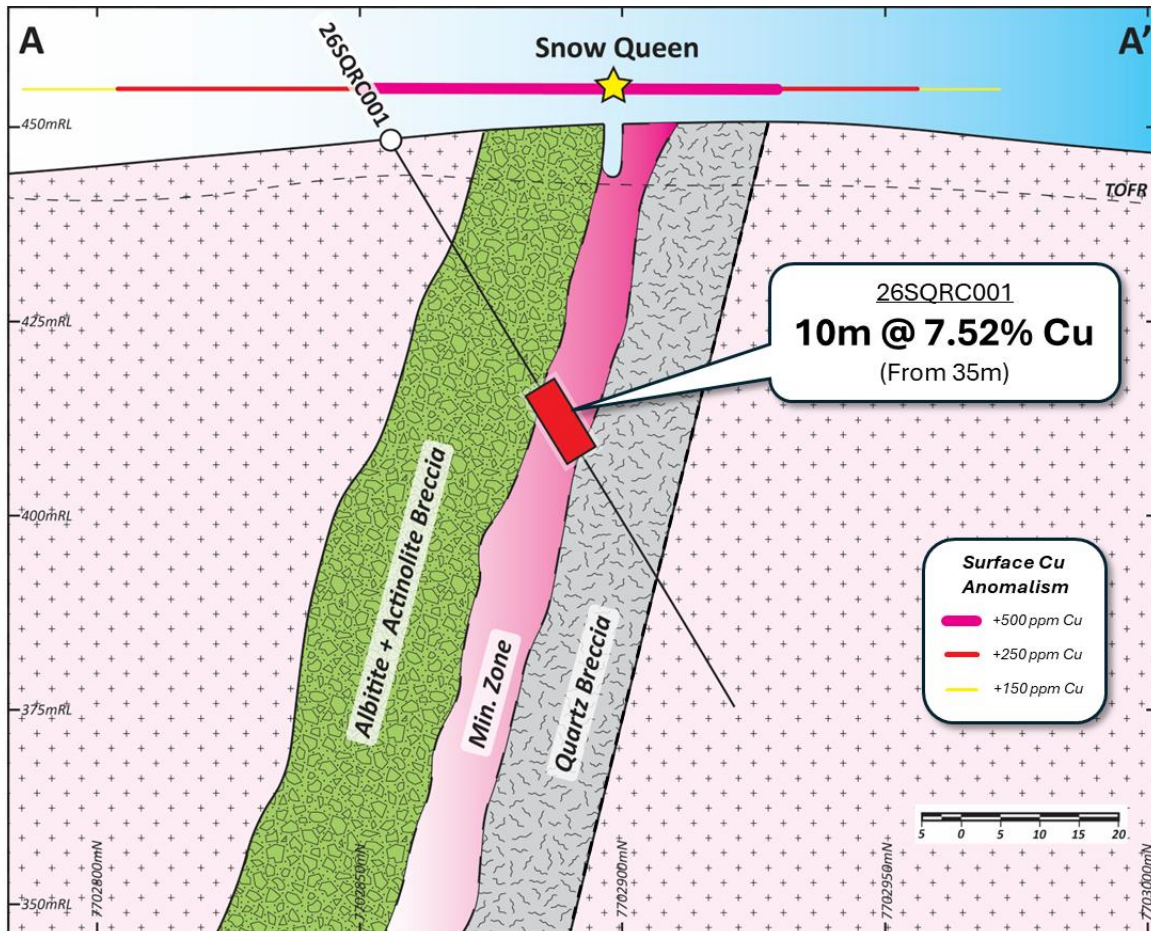 A
A'
Snow Queen
26SQRC001
450mRL
TOFR
425mRL
400mRL
375mRL
350mRL
26SQRC001
10m @ 7.52% Cu
(From 35m)
Albitite + Actinolite Breccia
Min. Zone
Quartz Breccia
Surface Cu
Anomalism
+500 ppm Cu
+250 ppm Cu
+150 ppm Cu
5 0 5 10 15 20
7702800mN
7702850mN
7702900mN
7702950mN
7703000mN